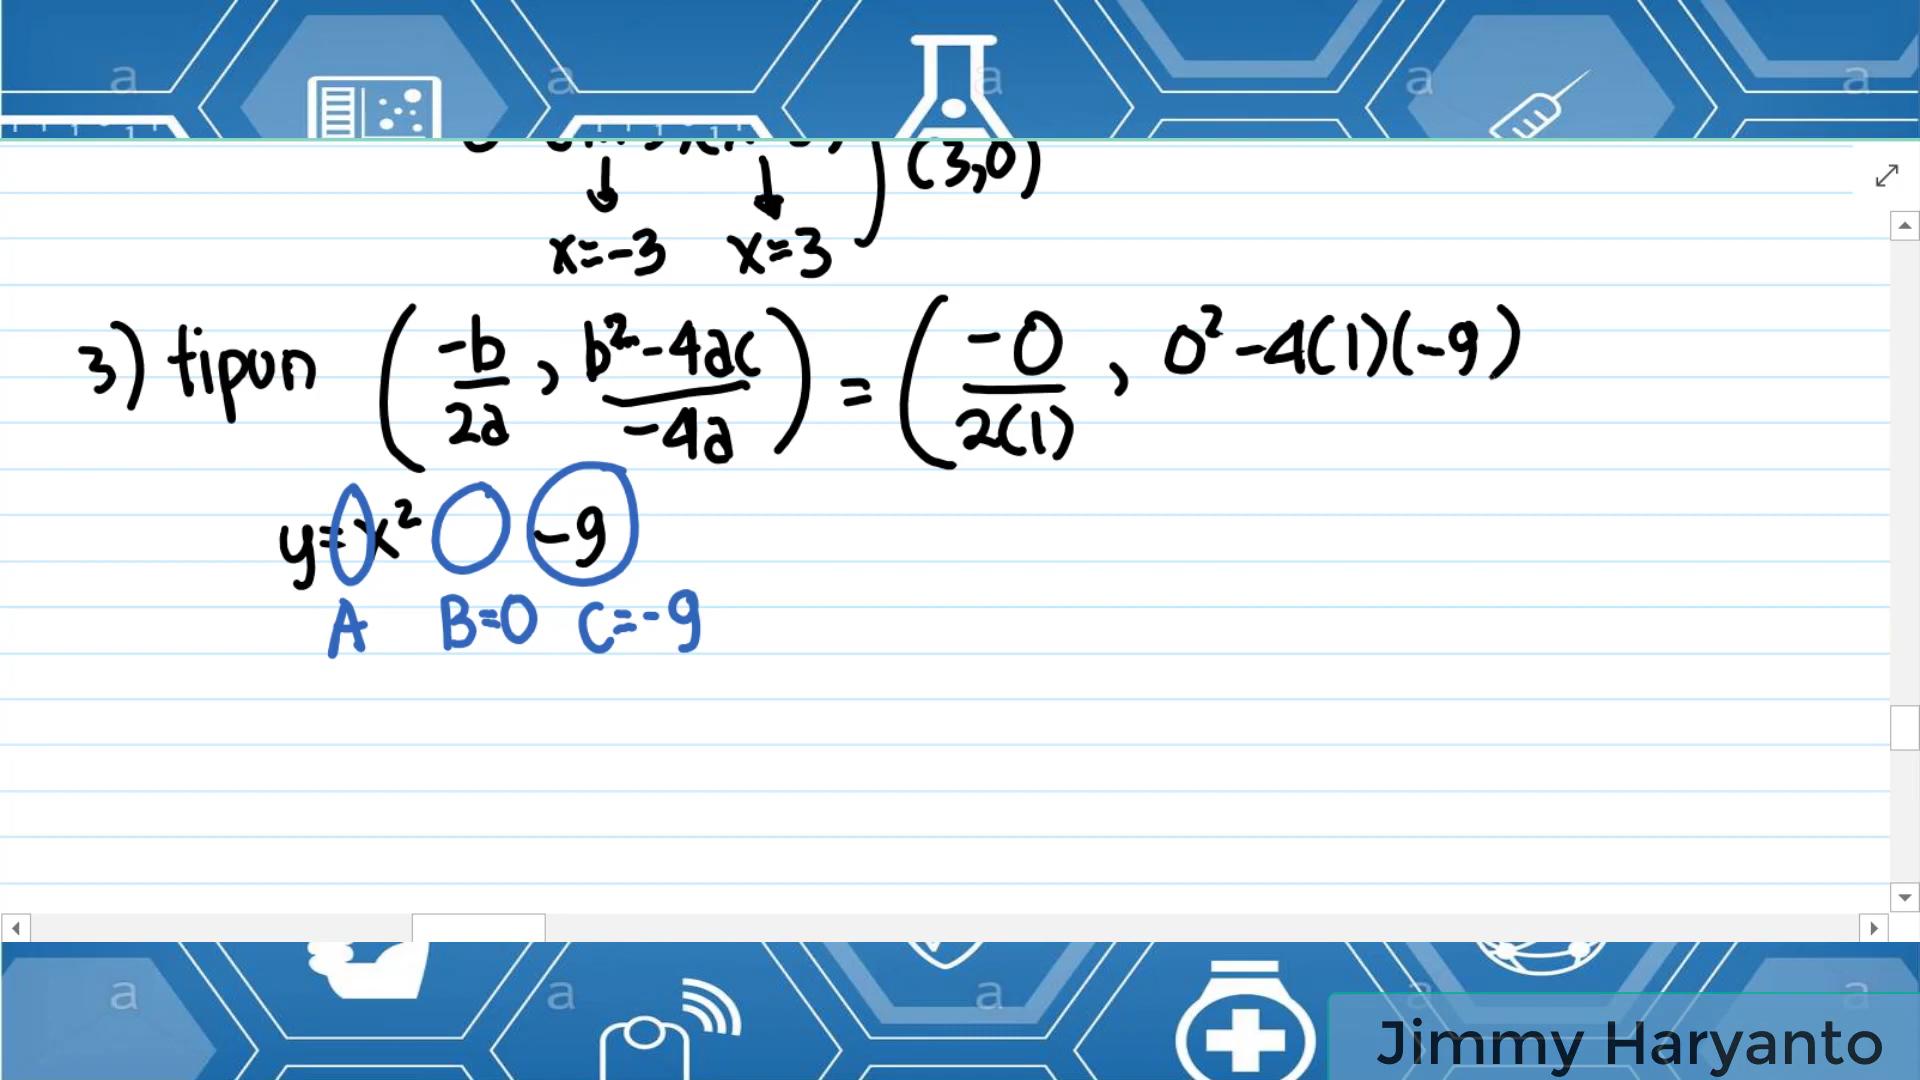 (3,0)
x=-3 x=3
3) tipun (-b/2a, b²-4ac/-4a) = (-0/2(1), 0²-4(1)(-9)
y=x² -9
A B=0 C=-9
a a a a a
a a a a a
Jimmy Haryanto